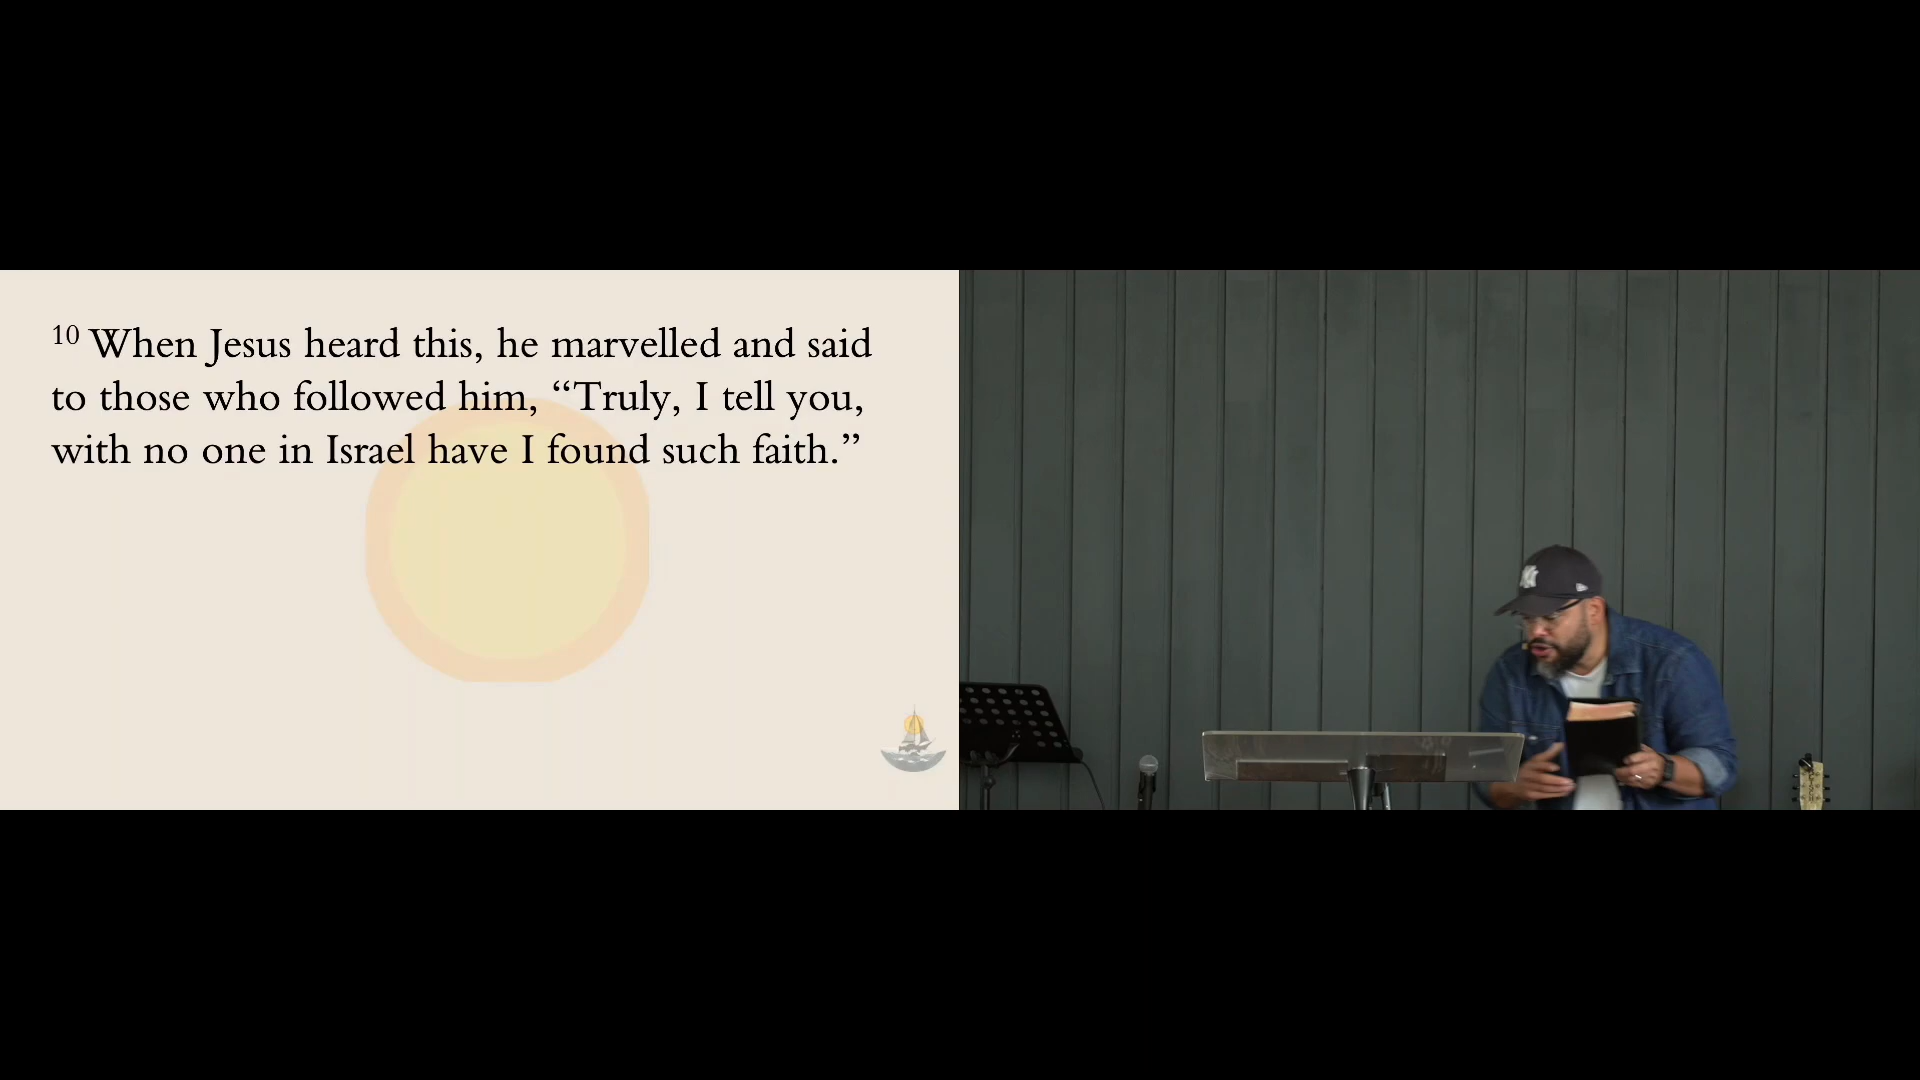 10 When Jesus heard this, he marvelled and said
to those who followed him, “Truly, I tell you,
with no one in Israel have I found such faith.”